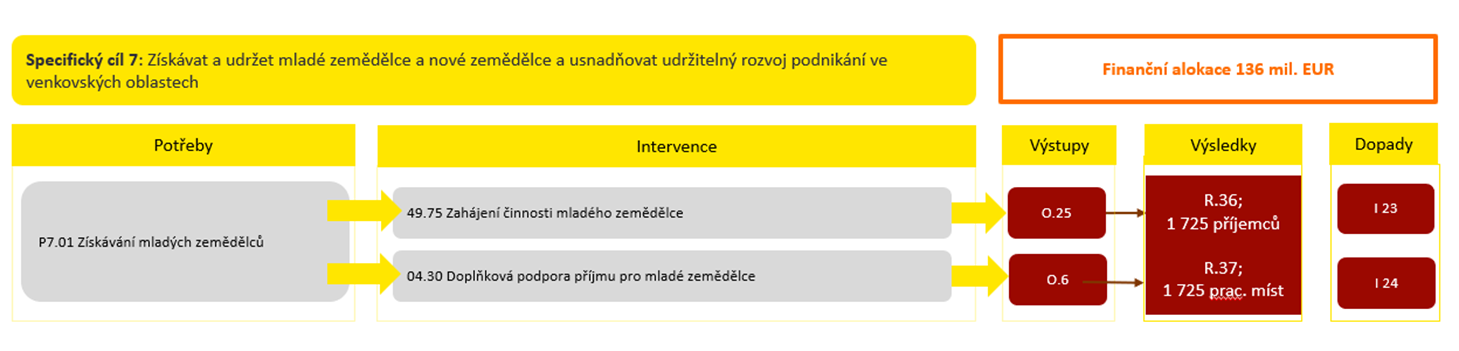 Specifický cíl 7: Získávat a udržet mladé zemědělce a nové zemědělce a usnadňovat udržitelný rozvoj podnikání ve
venkovských oblastech
Finanční alokace 136 mil. EUR
Potřeby
Intervence
Výstupy
Výsledky
Dopady
P7.01 Získávání mladých zemědělců
49.75 Zahájení činnosti mladého zemědělce
04.30 Doplňková podpora příjmu pro mladé zemědělce
O.25
O.6
R.36;
1 725 příjemců
R.37;
1 725 prac. míst
I 23
I 24